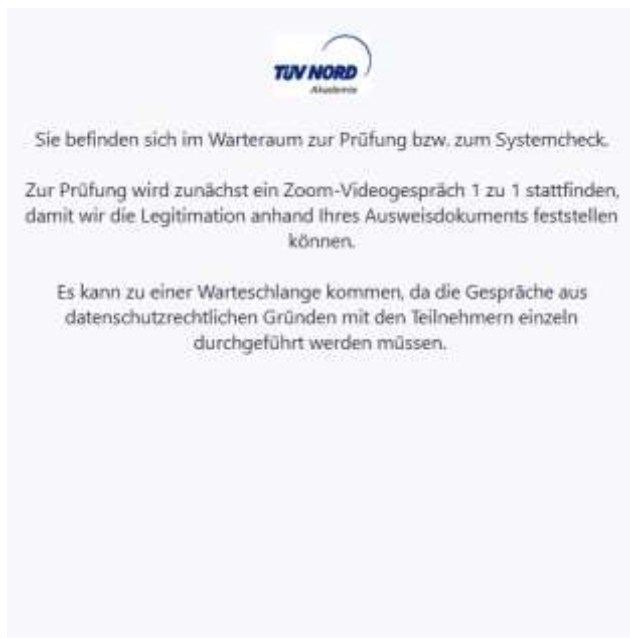 TÜV NORD
Akademie
Sie befinden sich im Warteraum zur Prüfung bzw. zum Systemcheck.
Zur Prüfung wird zunächst ein Zoom-Videogespräch 1 zu 1 stattfinden,
damit wir die Legitimation anhand Ihres Ausweisdokuments feststellen
können.
Es kann zu einer Warteschlange kommen, da die Gespräche aus
datenschutzrechtlichen Gründen mit den Teilnehmern einzeln
durchgeführt werden müssen.